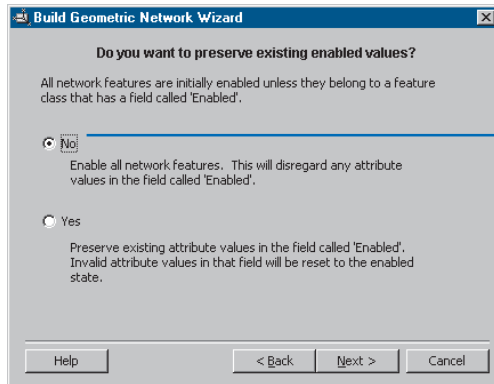 Build Geometric Network Wizard
Do you want to preserve existing enabled values?
All network features are initially enabled unless they belong to a feature
class that has a field called 'Enabled'.
No
Enable all network features. This will disregard any attribute
values in the field called 'Enabled'.
Yes
Preserve existing attribute values in the field called 'Enabled'.
Invalid attribute values in that field will be reset to the enabled
state.
Help
< Back
Next >
Cancel